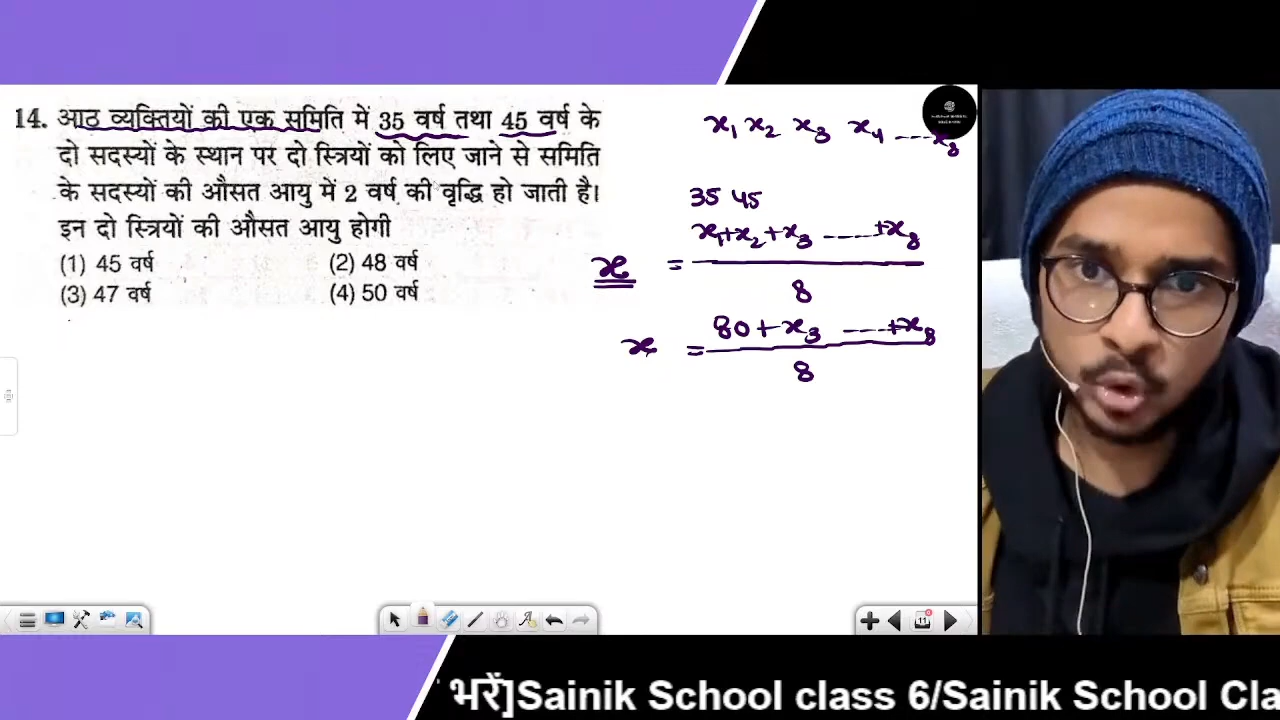 14. आठ व्यक्तियों की एक समिति में 35 वर्ष तथा 45 वर्ष के
दो सदस्यों के स्थान पर दो स्त्रियों को लिए जाने से समिति
के सदस्यों की औसत आयु में 2 वर्ष की वृद्धि हो जाती है।
इन दो स्त्रियों की औसत आयु होगी
(1) 45 वर्ष (2) 48 वर्ष
(3) 47 वर्ष (4) 50 वर्ष
x₁ x₂ x₃ x₄ ---- x₈
35 45
x₁+x₂+x₃ ----- +x₈
x =
8
80+x₃ ---- +x₈
x =
8
11
भरें]Sainik School class 6/Sainik School Cla